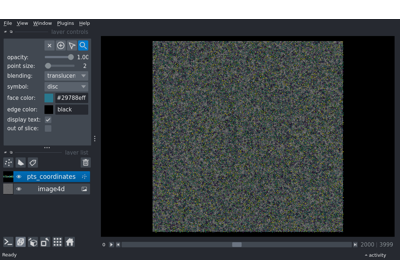 File View Window Plugins Help
layer controls
opacity: 1.00
point size: 2
blending: translucen
symbol: disc
face color: #29788eff
edge color: black
display text:
out of slice:
layer list
pts_coordinates
image4d
0 2000 3999
Ready activity